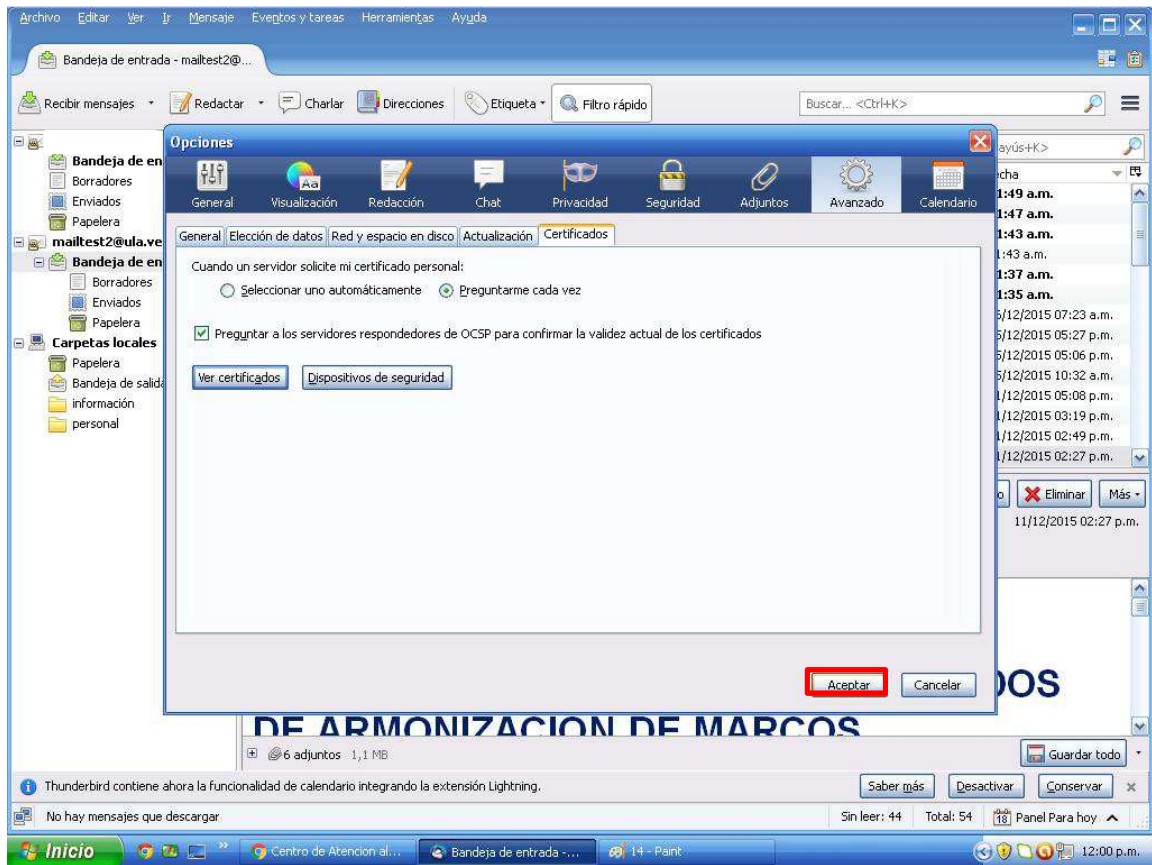 Archivo Editar Ver Ir Mensaje Eventos y tareas Herramientas Ayuda
Bandeja de entrada - mailtest2@...
Recibir mensajes Redactar Charlar Direcciones Etiqueta Filtro rápido Buscar... <Ctrl+K>
Opciones
ayús+K>
General Visualización Redacción Chat Privacidad Seguridad Adjuntos Avanzado Calendario
General Elección de datos Red y espacio en disco Actualización Certificados
Cuando un servidor solicite mi certificado personal:
Seleccionar uno automáticamente Preguntarme cada vez
Preguntar a los servidores respondedores de OCSP para confirmar la validez actual de los certificados
Ver certificados Dispositivos de seguridad
Aceptar Cancelar
Bandeja de en
Borradores
Enviados
Papelera
mailtest2@ula.ve
Bandeja de en
Borradores
Enviados
Papelera
Carpetas locales
Papelera
Bandeja de salida
información
personal
cha
1:49 a.m.
1:47 a.m.
1:43 a.m.
1:43 a.m.
1:37 a.m.
1:35 a.m.
/12/2015 07:23 a.m.
/12/2015 05:27 p.m.
/12/2015 05:06 p.m.
/12/2015 10:32 a.m.
/12/2015 05:08 p.m.
/12/2015 03:19 p.m.
/12/2015 02:49 p.m.
/12/2015 02:27 p.m.
o Eliminar Más
11/12/2015 02:27 p.m.
DOS
DE ARMONIZACION DE MARCOS
6 adjuntos 1,1 MB Guardar todo
Thunderbird contiene ahora la funcionalidad de calendario integrando la extensión Lightning. Saber más Desactivar Conservar
No hay mensajes que descargar Sin leer: 44 Total: 54 18 Panel Para hoy
Inicio Centro de Atencion al... Bandeja de entrada -... 14 - Paint 12:00 p.m.